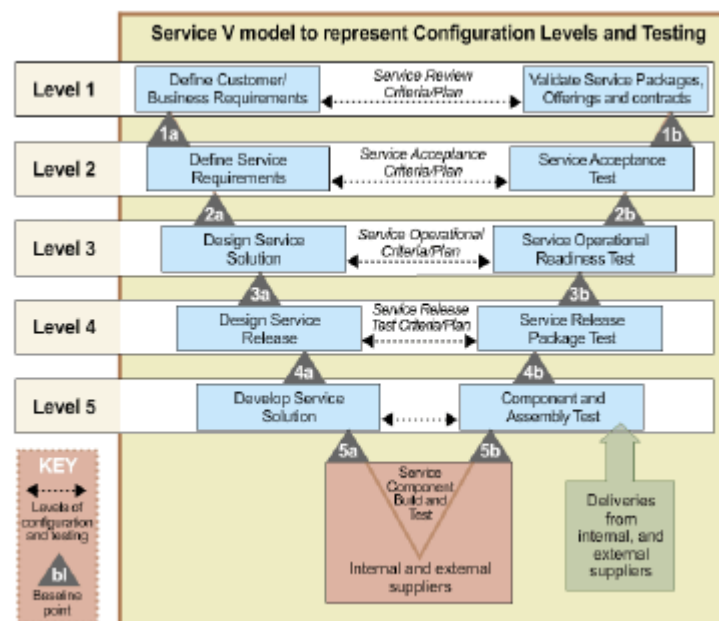 Service V model to represent Configuration Levels and Testing
Level 1
Define Customer/
Business Requirements
Service Review
Criteria/Plan
Validate Service Packages,
Offerings and contracts
1a
1b
Level 2
Define Service
Requirements
Service Acceptance
Criteria/Plan
Service Acceptance
Test
2a
2b
Level 3
Design Service
Solution
Service Operational
Criteria/Plan
Service Operational
Readiness Test
3a
3b
Level 4
Design Service
Release
Service Release
Test Criteria/Plan
Service Release
Package Test
4a
4b
Level 5
Develop Service
Solution
Component and
Assembly Test
5a
5b
KEY
Levels of
configuration
and testing
bl
Baseline
point
Service
Component
Build and
Test
Internal and external
suppliers
Deliveries
from
internal, and
external
suppliers